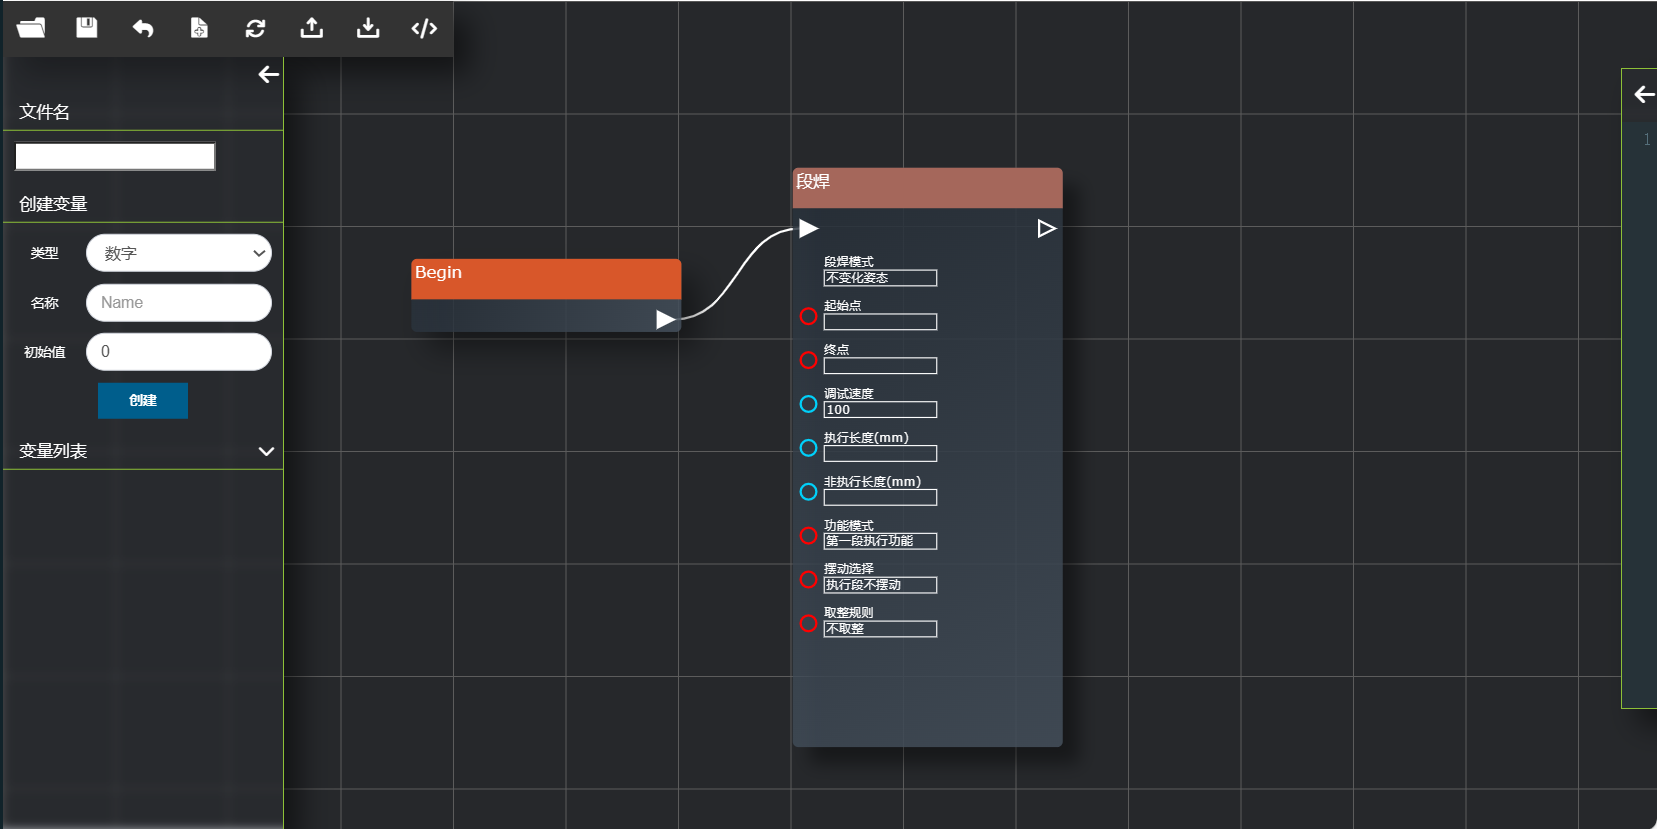 文件名
创建变量
类型
数字
名称
Name
初始值
0
创建
变量列表
Begin
段焊
段焊模式
不变化姿态
起始点
终点
调试速度
100
执行长度(mm)
非执行长度(mm)
功能模式
第一段执行功能
摆动选择
执行段不摆动
取整规则
不取整
1